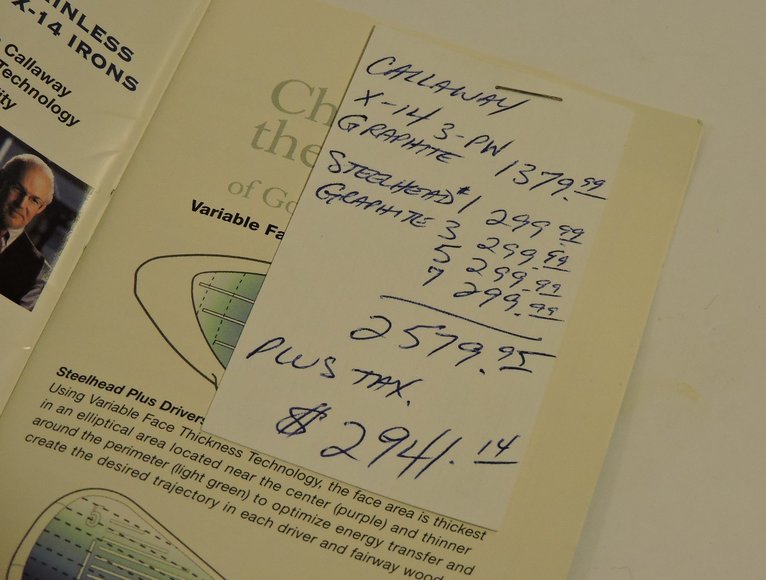 INLESS
X-14 IRONS
Callaway
Technology
ity
Ch
the
of Go
Variable Fa
CALLAWAY
X-14 3-PW
GRAPHITE 1379.99
STEELHEAD #1 299.99
GRAPHITE 3 299.99
5 299.99
7 299.99
2579.95
PLUS TAX.
$2941.14
Steelhead Plus Drivers
Using Variable Face Thickness Technology, the face area is thickest
in an elliptical area located near the center (purple) and thinner
around the perimeter (light green) to optimize energy transfer and
create the desired trajectory in each driver and fairway wood
5